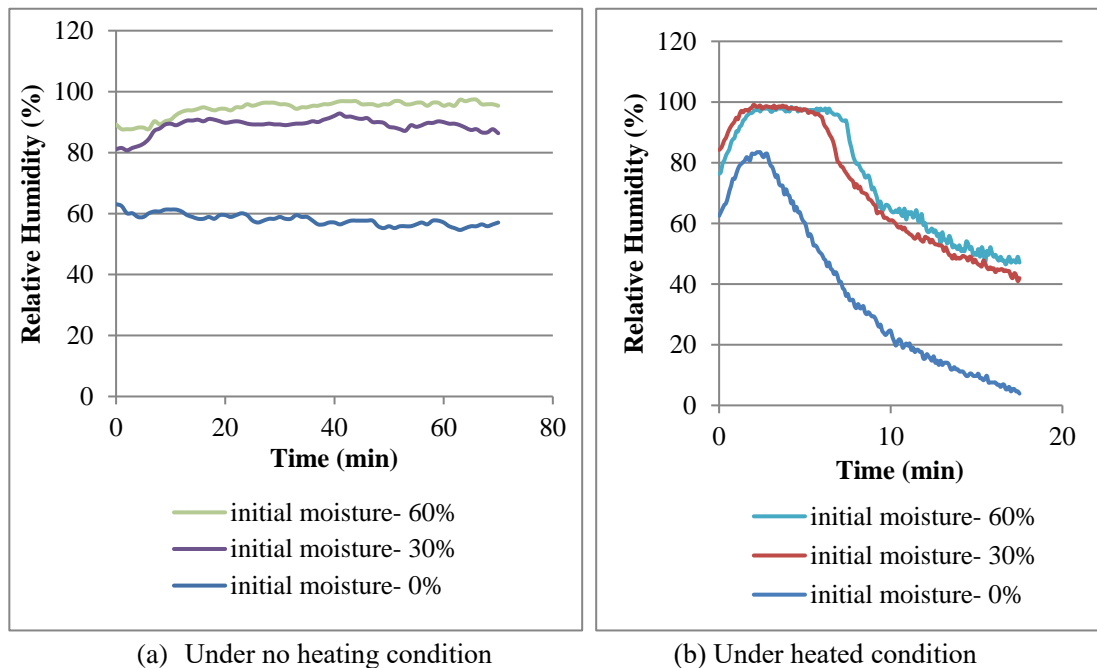 120
100
80
60
40
20
0
Relative Humidity (%)
0 20 40 60 80
Time (min)
initial moisture- 60%
initial moisture- 30%
initial moisture- 0%
(a) Under no heating condition
120
100
80
60
40
20
0
Relative Humidity (%)
0 10 20
Time (min)
initial moisture- 60%
initial moisture- 30%
initial moisture- 0%
(b) Under heated condition